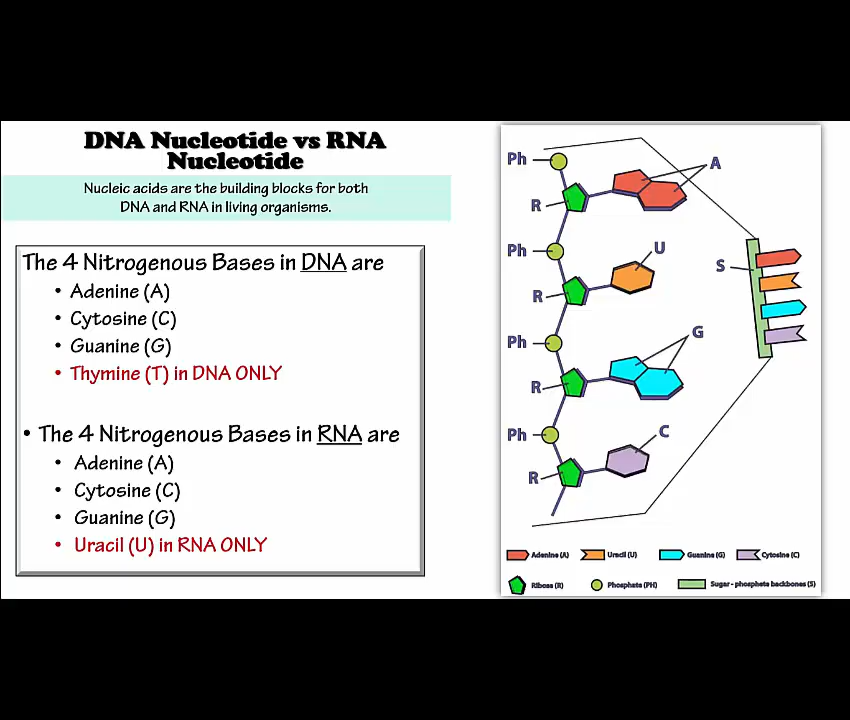 DNA Nucleotide vs RNA
Nucleotide
Nucleic acids are the building blocks for both
DNA and RNA in living organisms.
The 4 Nitrogenous Bases in DNA are
• Adenine (A)
• Cytosine (C)
• Guanine (G)
• Thymine (T) in DNA ONLY
• The 4 Nitrogenous Bases in RNA are
• Adenine (A)
• Cytosine (C)
• Guanine (G)
• Uracil (U) in RNA ONLY
Ph
A
R
Ph
U
S
R
Ph
G
R
Ph
C
R
Adenine (A)
Uracil (U)
Guanine (G)
Cytosine (C)
Ribose (R)
Phosphate (PH)
Sugar - phosphete backbones (S)